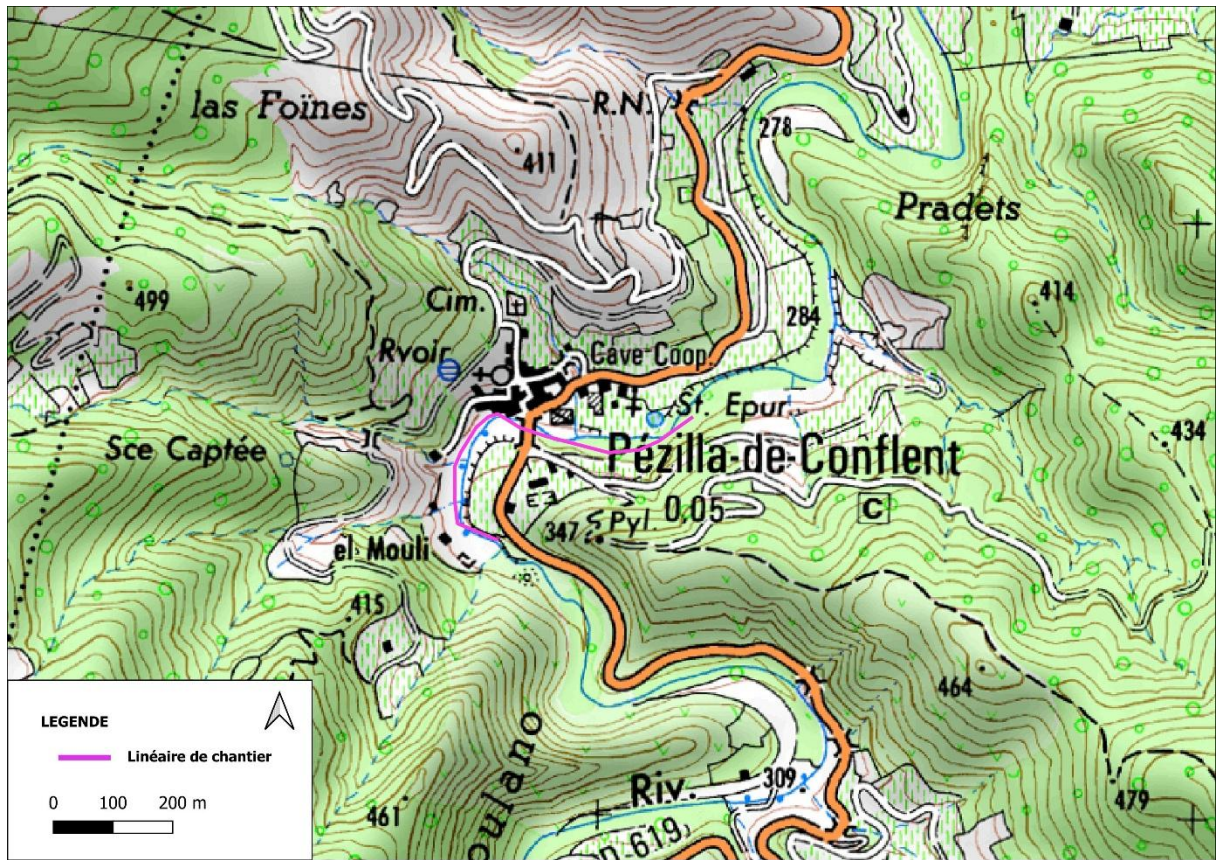 las Foïnes
R.N.
411
278
Pradets
499
Cim.
414
284
Rvoir
Cave Coop.
St. Epur.
434
Sce Captée
Pézilla-de-Conflent
0,05
C
347
Pyl
el Mouli
415
464
LEGENDE
Linéaire de chantier
0 100 200 m
Riv.
309
479
461
oulano
D-619